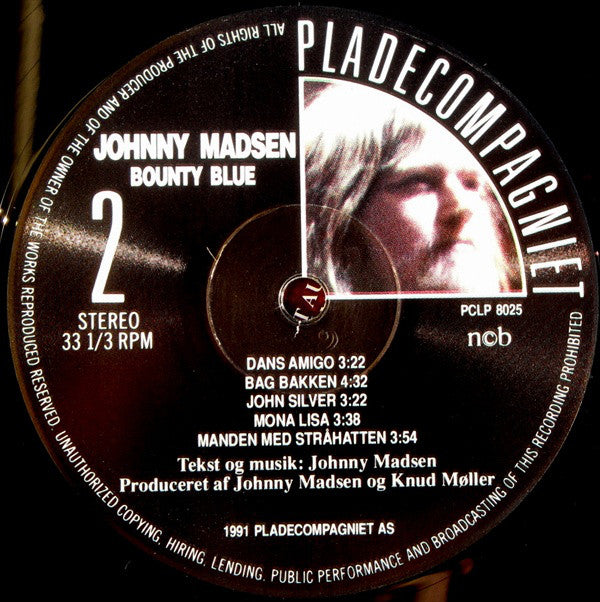 PLADECOMPAGNIET
JOHNNY MADSEN
BOUNTY BLUE
2
STEREO
33 1/3 RPM
PCLP 8025
n©b
DANS AMIGO 3:22
BAG BAKKEN 4:32
JOHN SILVER 3:22
MONA LISA 3:38
MANDEN MED STRÅHATTEN 3:54
Tekst og musik: Johnny Madsen
Produceret af Johnny Madsen og Knud Møller
1991 PLADECOMPAGNIET AS
ALL RIGHTS OF THE PRODUCER AND OF THE OWNER OF THE WORKS REPRODUCED RESERVED. UNAUTHORIZED COPYING, HIRING, LENDING, PUBLIC PERFORMANCE AND BROADCASTING OF THIS RECORDING PROHIBITED